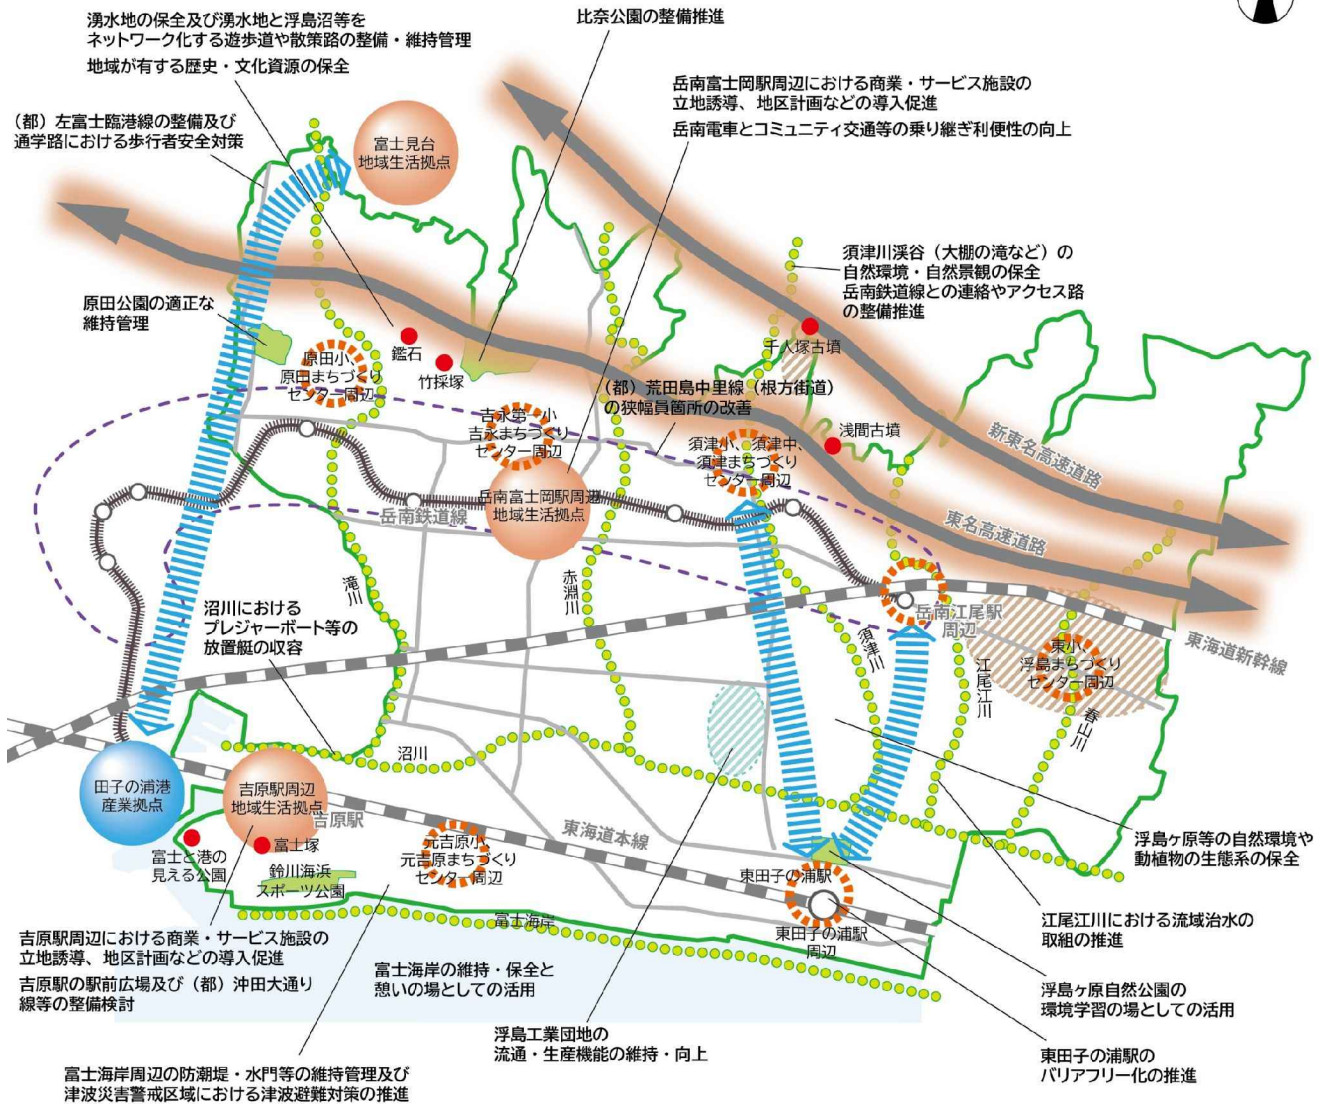 湧水地の保全及び湧水地と浮島沼等を
ネットワーク化する遊歩道や散策路の整備・維持管理
地域が有する歴史・文化資源の保全
比奈公園の整備推進
岳南富士岡駅周辺における商業・サービス施設の
立地誘導、地区計画などの導入促進
岳南電車とコミュニティ交通等の乗り継ぎ利便性の向上
（都）左富士臨港線の整備及び
通学路における歩行者安全対策
富士見台
地域生活拠点
須津川渓谷（大棚の滝など）の
自然環境・自然景観の保全
岳南鉄道線との連絡やアクセス路
の整備推進
原田公園の適正な
維持管理
鑑石
竹採塚
千人塚古墳
原田小、
原田まちづくり
センター周辺
（都）荒田島中里線（根方街道）
の狭幅員箇所の改善
吉永第一小
吉永まちづくり
センター周辺
須津小、須津中、
須津まちづくり
センター周辺
浅間古墳
新東名高速道路
東名高速道路
岳南富士岡駅周辺
地域生活拠点
岳南鉄道線
滝川
赤淵川
須津川
江尾江川
春山川
岳南江尾駅
周辺
東小、
浮島まちづくり
センター周辺
東海道新幹線
沼川における
プレジャーボート等の
放置艇の収容
沼川
田子の浦港
産業拠点
吉原駅周辺
地域生活拠点
吉原駅
富士塚
富士と港の
見える公園
鈴川海浜
スポーツ公園
元吉原小、
元吉原まちづくり
センター周辺
東海道本線
東田子の浦駅
東田子の浦駅
周辺
富士海岸
浮島ヶ原等の自然環境や
動植物の生態系の保全
江尾江川における流域治水の
取組の推進
浮島ヶ原自然公園の
環境学習の場としての活用
東田子の浦駅の
バリアフリー化の推進
吉原駅周辺における商業・サービス施設の
立地誘導、地区計画などの導入促進
吉原駅の駅前広場及び（都）沖田大通り
線等の整備検討
富士海岸の維持・保全と
憩いの場としての活用
浮島工業団地の
流通・生産機能の維持・向上
富士海岸周辺の防潮堤・水門等の維持管理及び
津波災害警戒区域における津波避難対策の推進